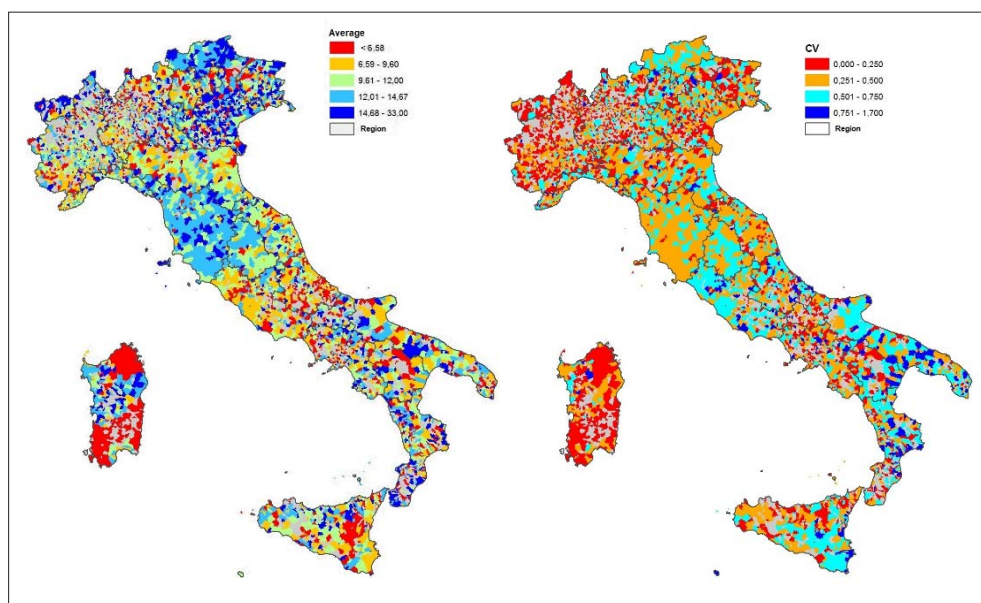 Average
< 6.58
6.59 - 9,60
9.61 - 12,00
12,01 - 14,67
14,68 - 33,00
Region
CV
0,000 - 0,250
0,251 - 0,500
0,501 - 0,750
0,751 - 1,700
Region